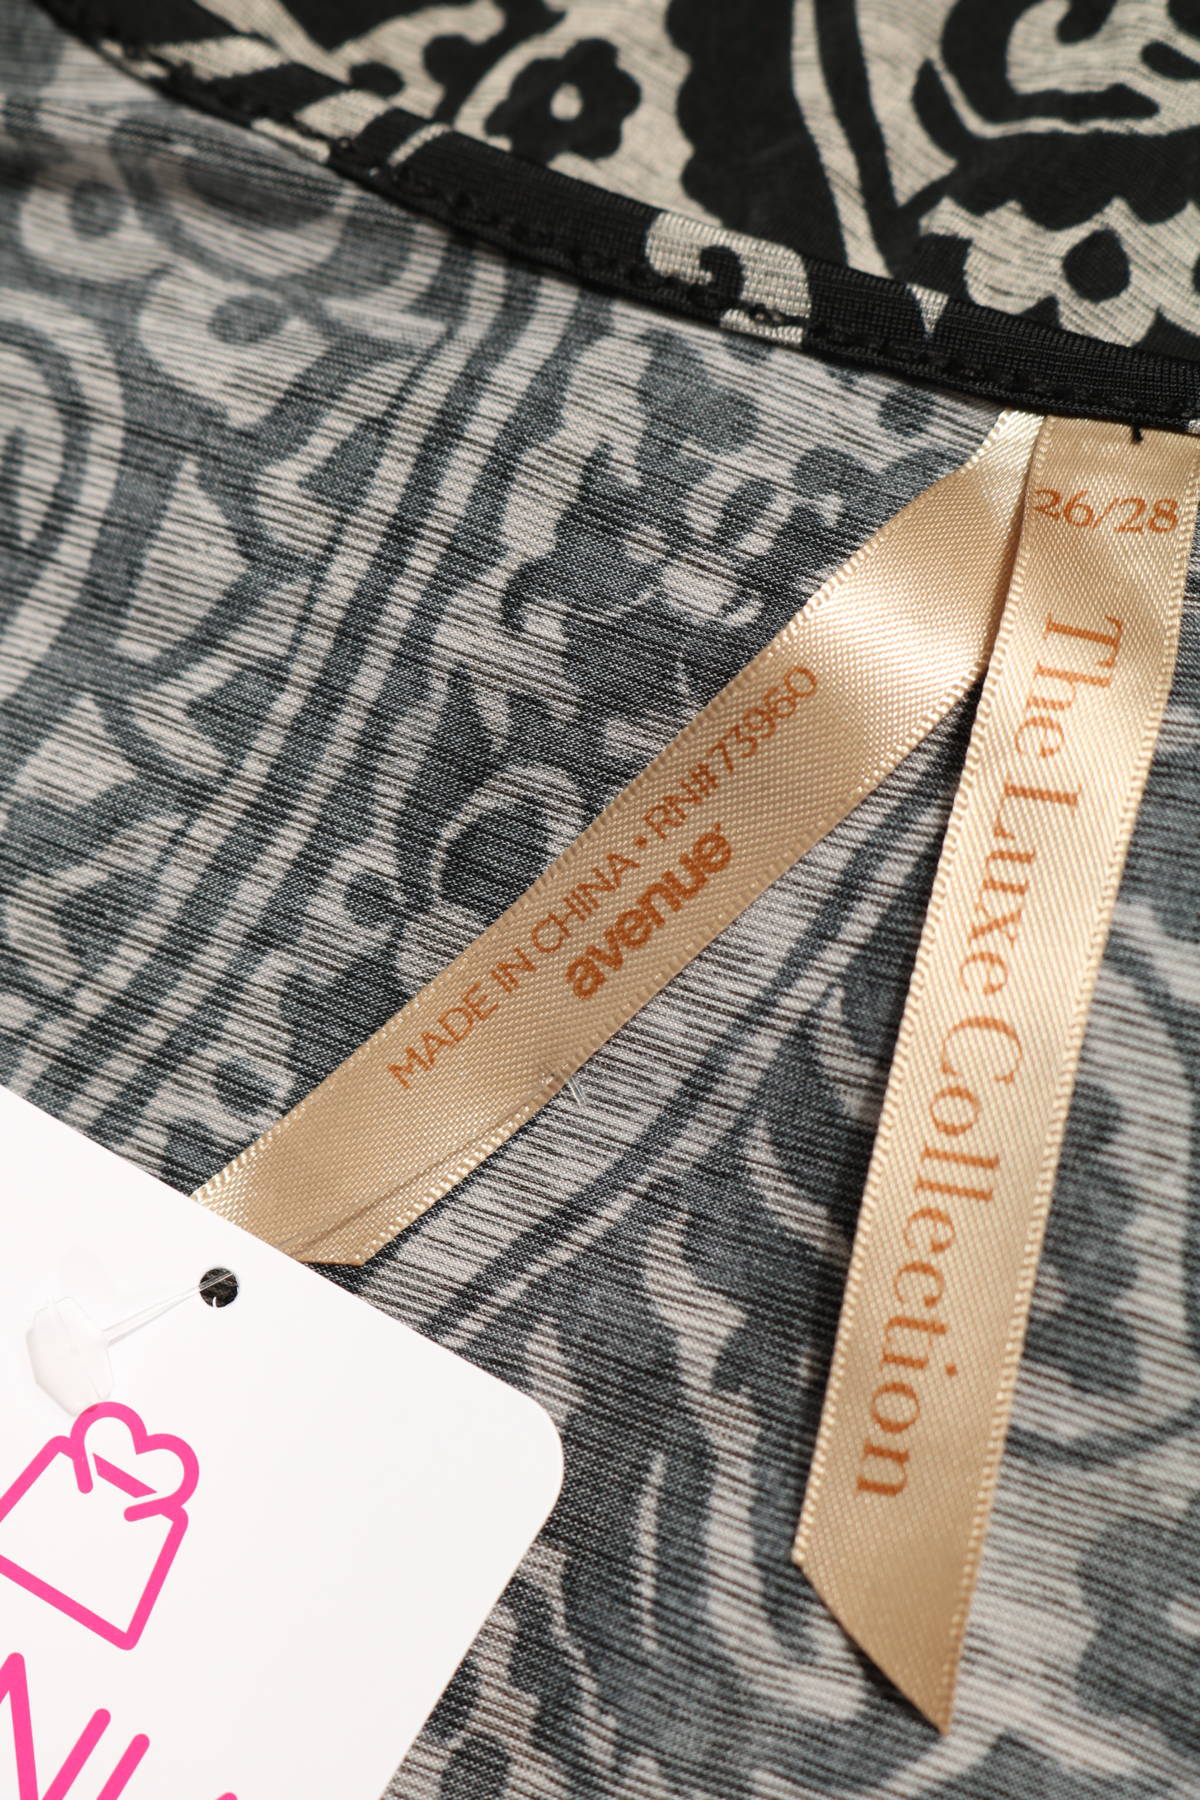 26/28
The Luxe Collection
MADE IN CHINA • RN# 73960
avenue